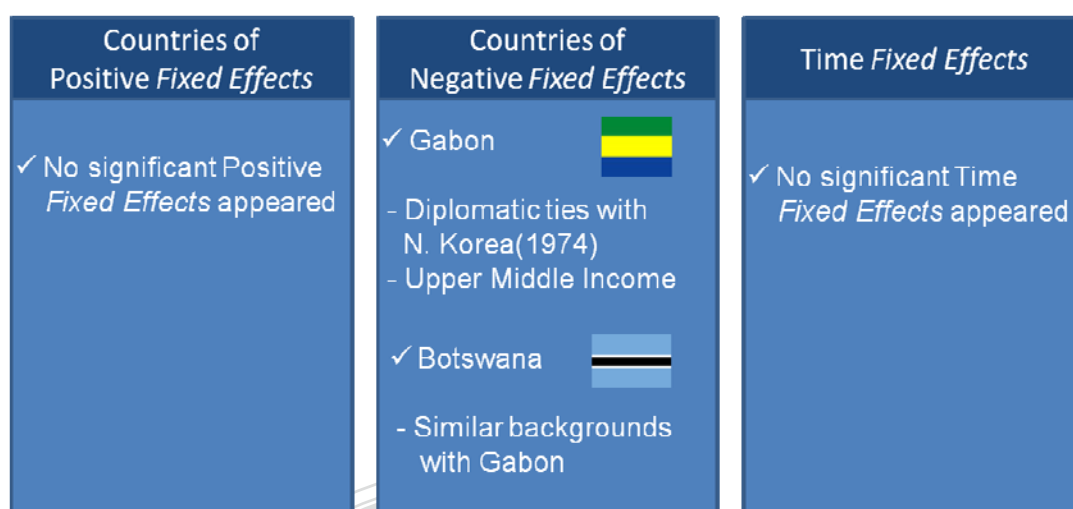 Countries of
Positive Fixed Effects
✓ No significant Positive
Fixed Effects appeared
Countries of
Negative Fixed Effects
✓ Gabon
- Diplomatic ties with
N. Korea(1974)
- Upper Middle Income
✓ Botswana
- Similar backgrounds
with Gabon
Time Fixed Effects
✓ No significant Time
Fixed Effects appeared